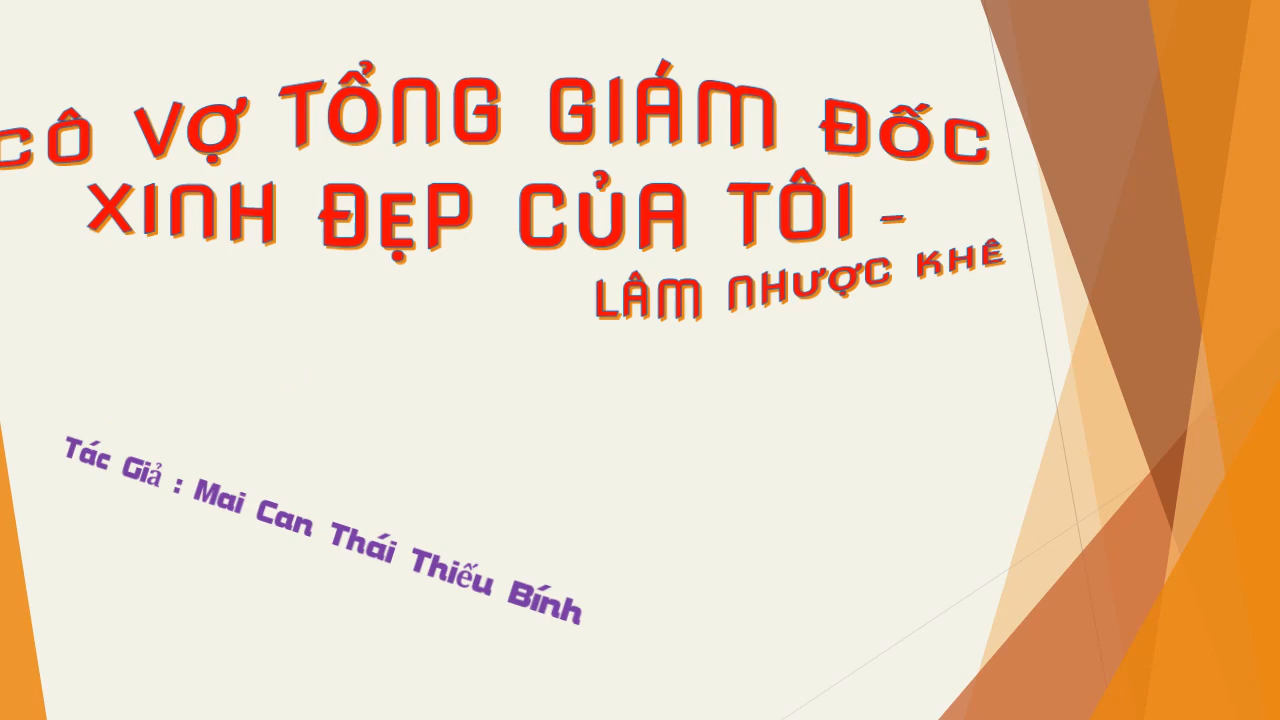 CÔ VỢ TỔNG GIÁM ĐỐC
XINH ĐẸP CỦA TÔI -
LÂM NHƯỢC KHÊ
Tác Giả : Mai Can Thái Thiếu Bính